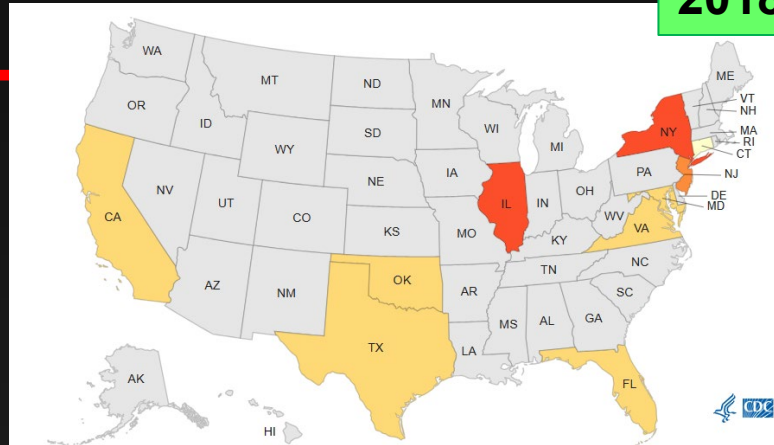 2018
WA
ME
MT
ND
VT
MN
NH
OR
NY
MA
ID
WI
SD
RI
MI
CT
WY
IA
PA
NJ
NE
OH
DE
NV
IL
IN
MD
UT
WV
VA
CA
CO
KS
MO
KY
NC
TN
OK
AZ
NM
AR
SC
MS
AL
GA
TX
LA
AK
FL
CDC
HI